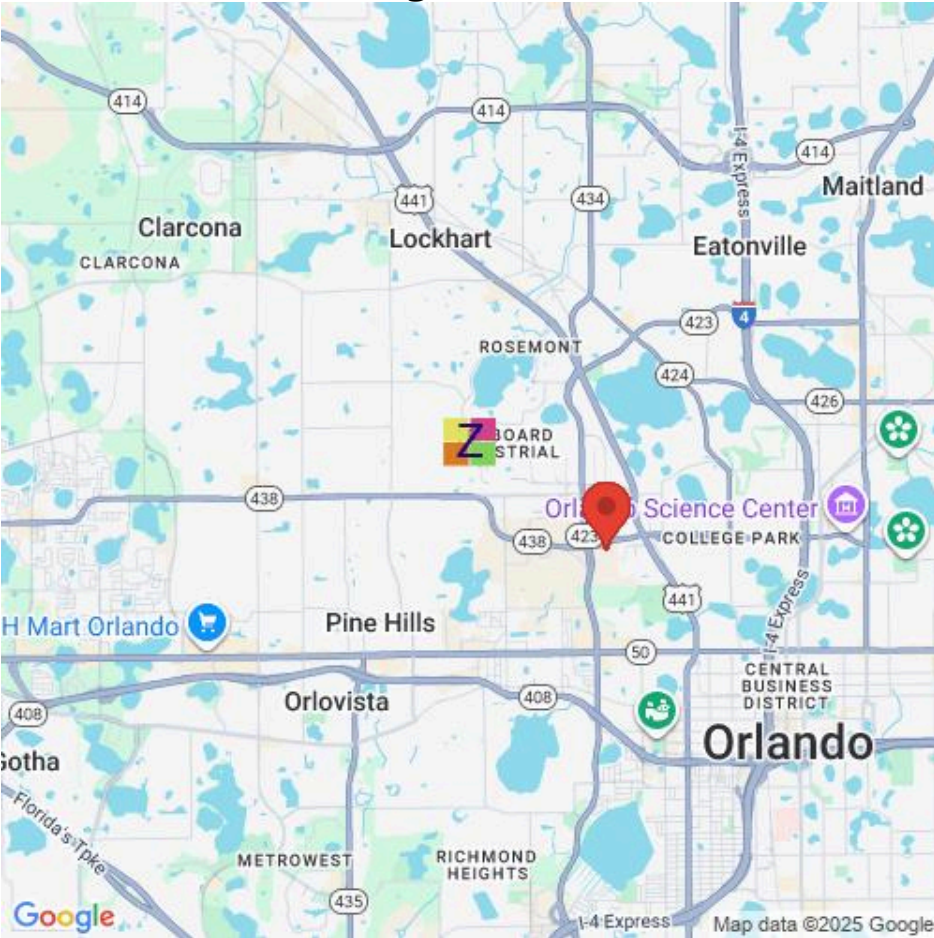 414
414
I-4 Express
414
Maitland
441
434
Clarcona
Lockhart
Eatonville
CLARCONA
423
4
ROSEMONT
424
426
Z
BOARD
STRIAL
438
Science Center
438
423
COLLEGE PARK
441
I-4 Express
H Mart Orlando
Pine Hills
50
CENTRAL
BUSINESS
DISTRICT
408
Orlovista
408
Orlando
Gotha
Florida's Tpke
METROWEST
RICHMOND
HEIGHTS
435
I-4 Express
Google
Map data ©2025 Google